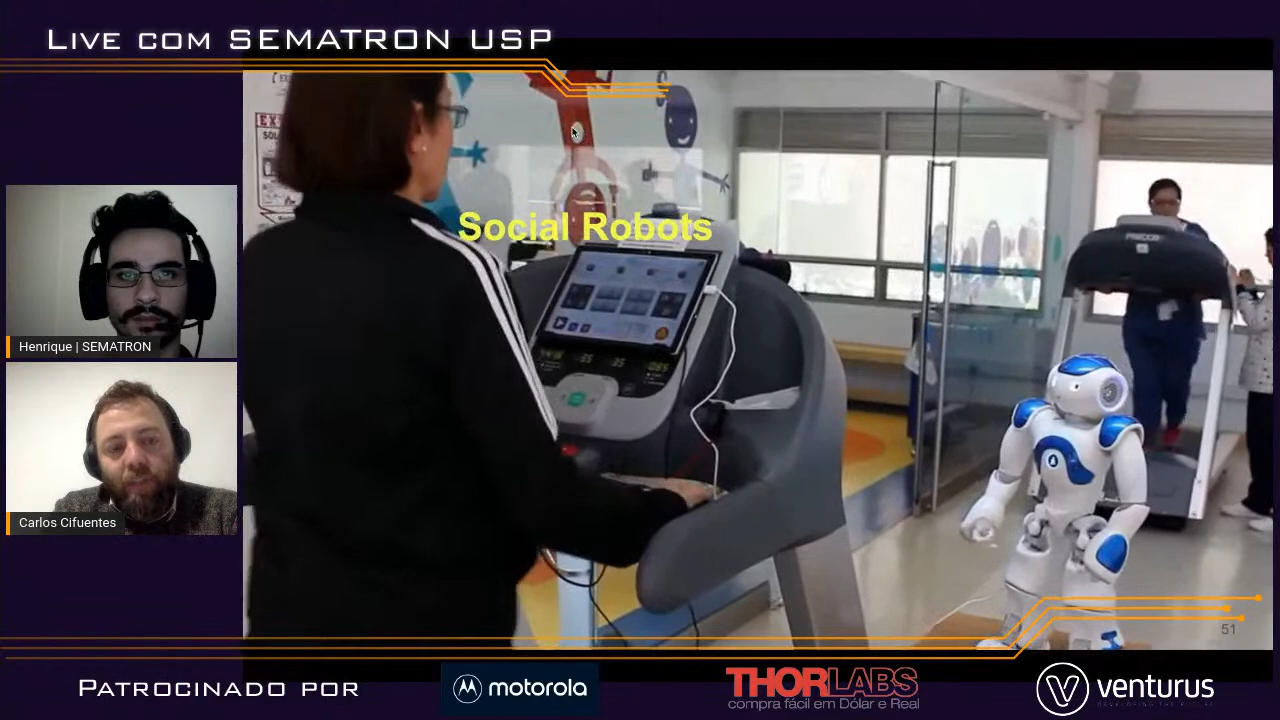 LIVE COM SEMATRON USP
Social Robots
PRECOR
Henrique | SEMATRON
Carlos Cifuentes
51
PATROCINADO POR
motorola
THORLABS
compra fácil em Dólar e Real
venturus